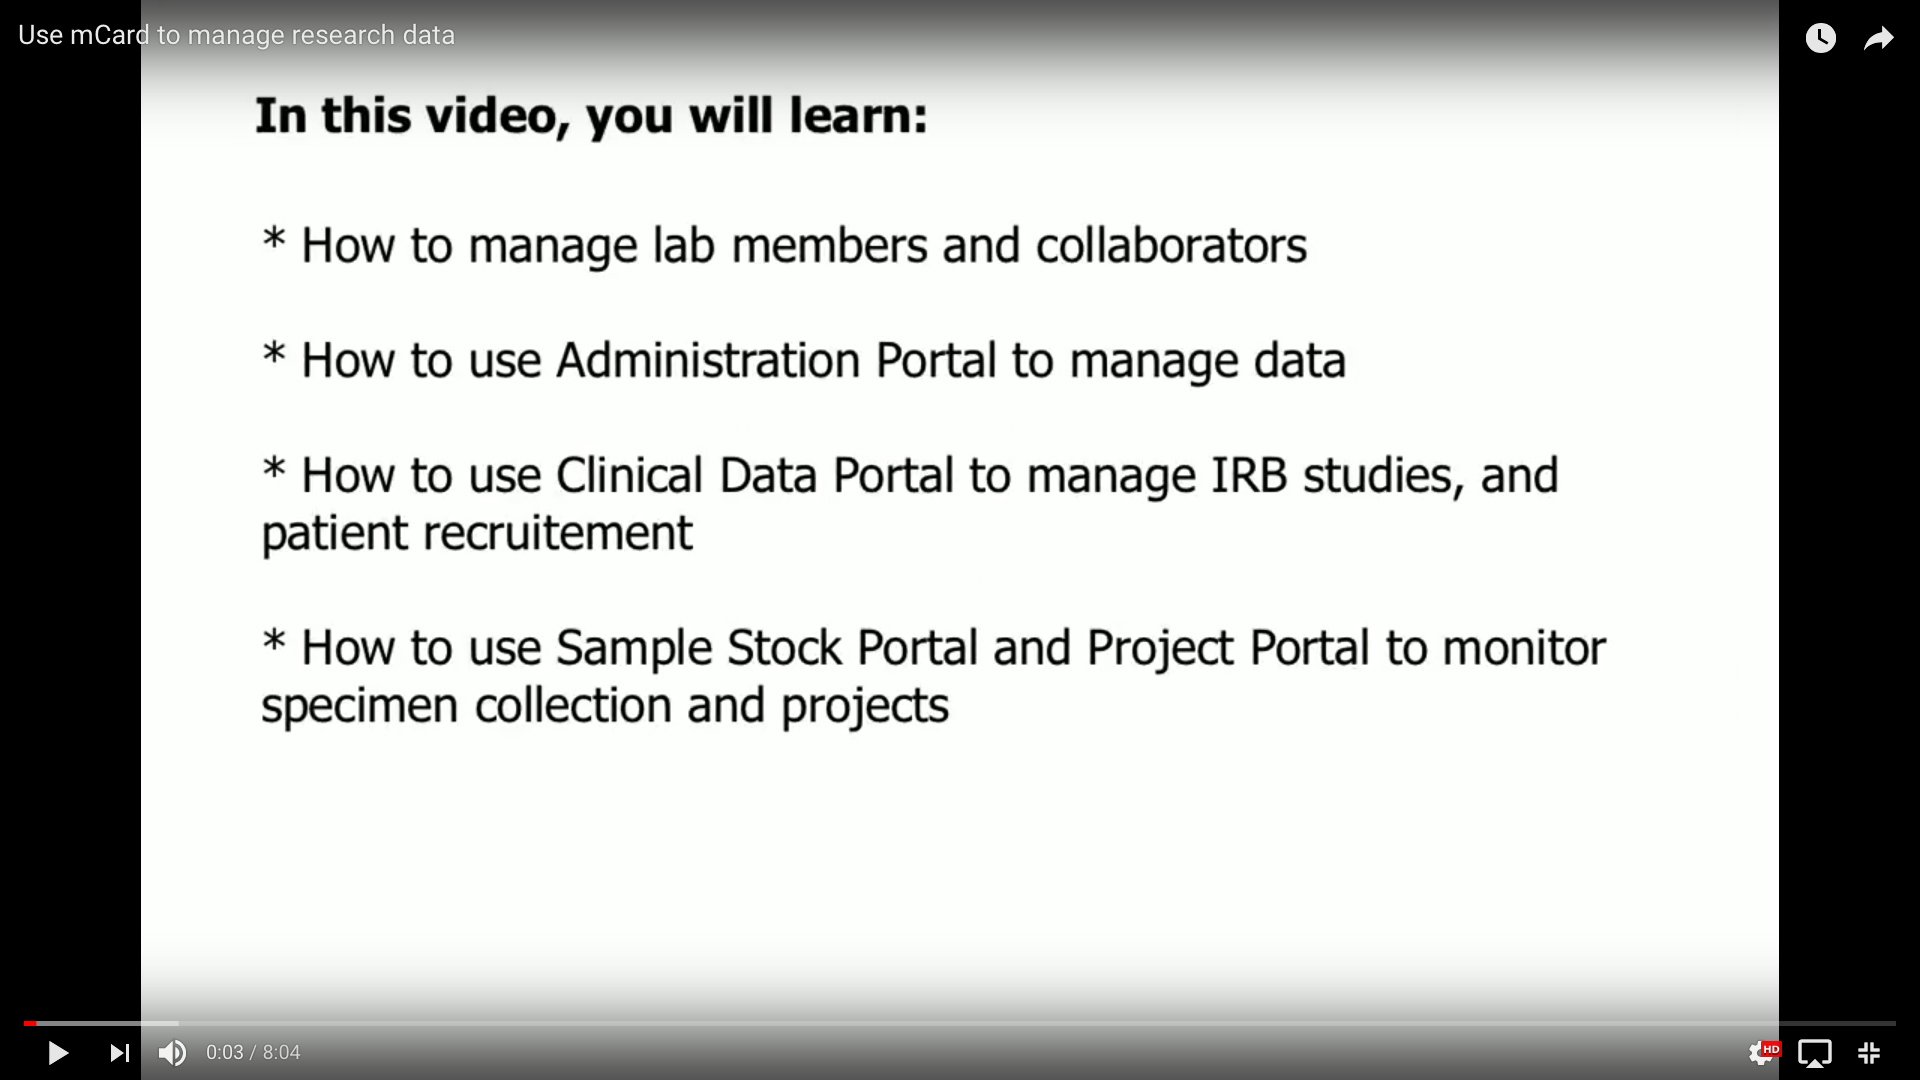 Use mCard to manage research data
In this video, you will learn:
* How to manage lab members and collaborators
* How to use Administration Portal to manage data
* How to use Clinical Data Portal to manage IRB studies, and
patient recruitement
* How to use Sample Stock Portal and Project Portal to monitor
specimen collection and projects
0:03 / 8:04
HD